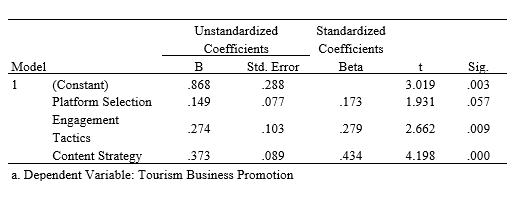 Unstandardized Standardized
Coefficients Coefficients
Model B Std. Error Beta t Sig.
1 (Constant) .868 .288 3.019 .003
Platform Selection .149 .077 .173 1.931 .057
Engagement
Tactics .274 .103 .279 2.662 .009
Content Strategy .373 .089 .434 4.198 .000
a. Dependent Variable: Tourism Business Promotion